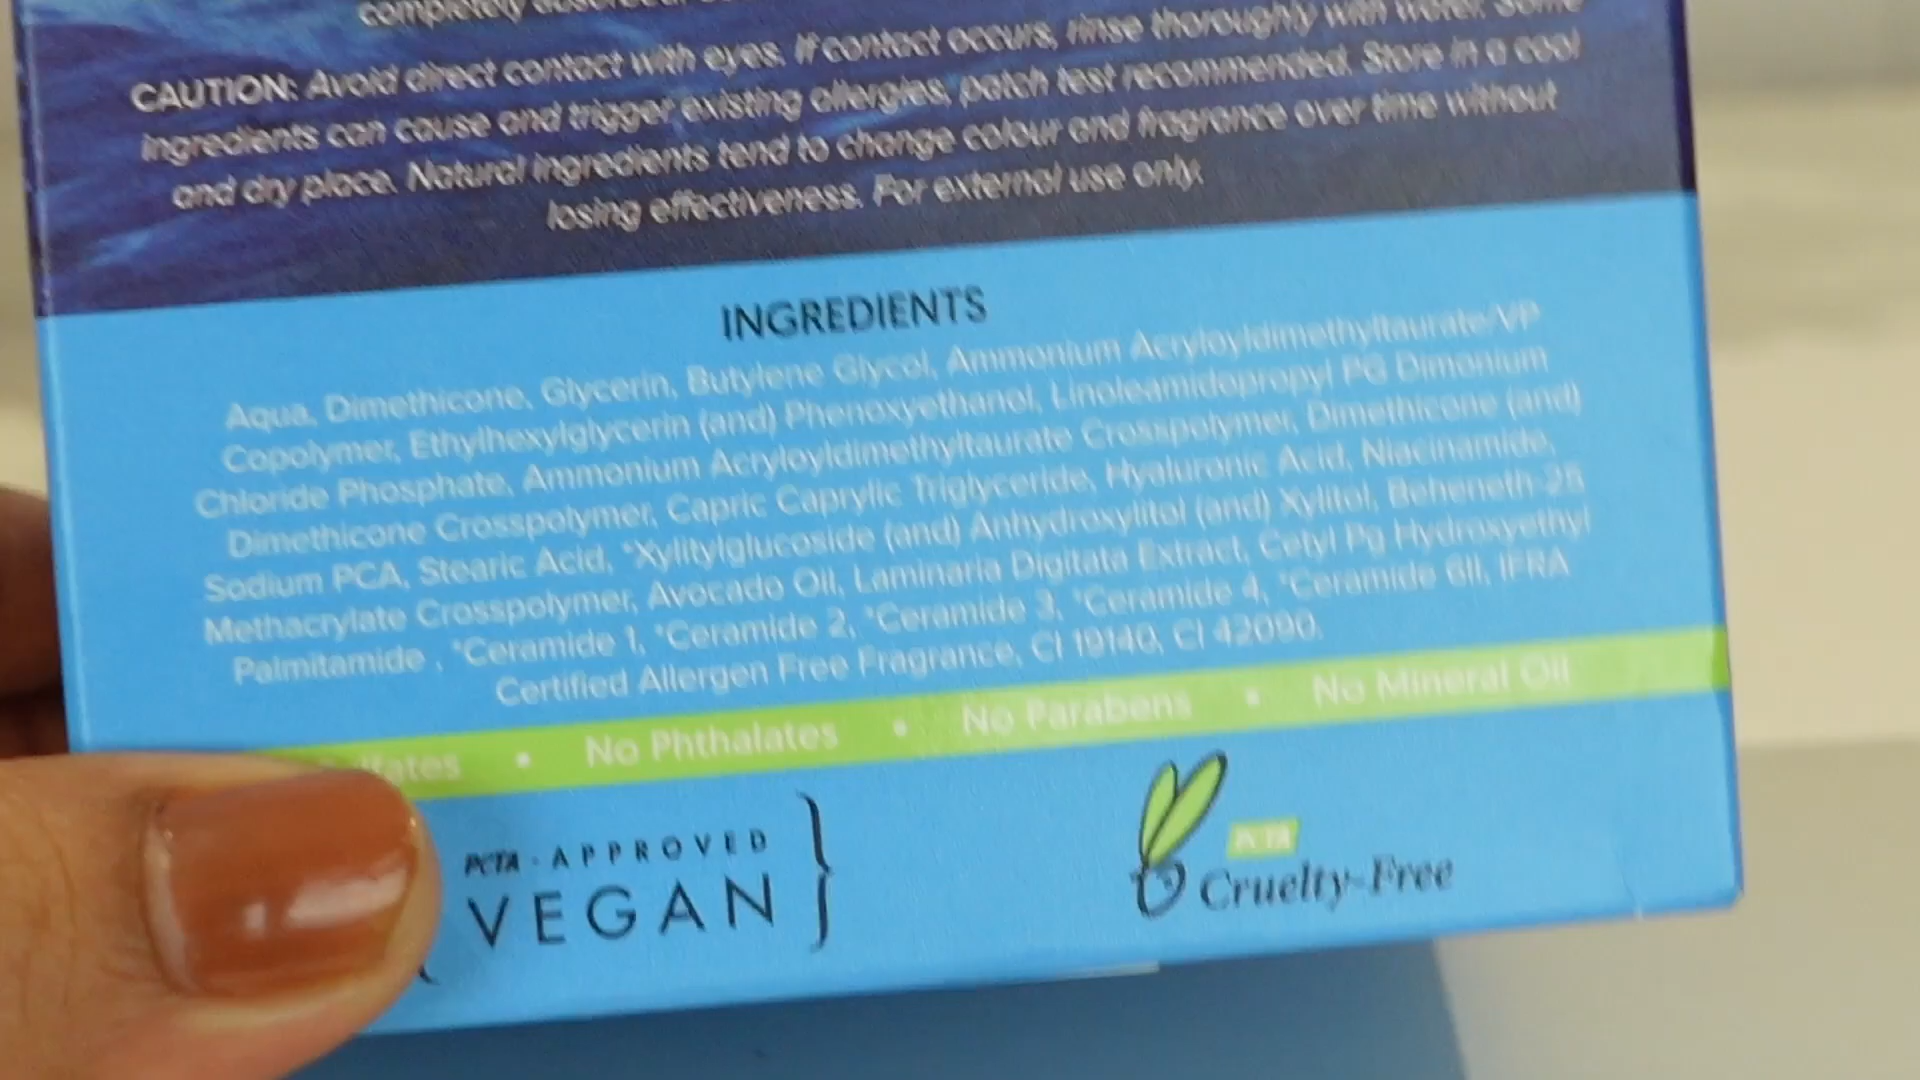 completely absorbed.
CAUTION: Avoid direct contact with eyes. If contact occurs, rinse thoroughly with water. Some
ingredients can cause and trigger existing allergies, patch test recommended. Store in a cool
and dry place. Natural ingredients tend to change colour and fragrance over time without
losing effectiveness. For external use only.
INGREDIENTS
Aqua, Dimethicone, Glycerin, Butylene Glycol, Ammonium Acryloyldimethyltaurate/VP
Copolymer, Ethylhexylglycerin (and) Phenoxyethanol, Linoleamidopropyl PG Dimonium
Chloride Phosphate, Ammonium Acryloyldimethyltaurate Crosspolymer, Dimethicone (and)
Dimethicone Crosspolymer, Capric Caprylic Triglyceride, Hyaluronic Acid, Niacinamide,
Sodium PCA, Stearic Acid, *Xylitylglucoside (and) Anhydroxylitol (and) Xylitol, Beheneth-25
Methacrylate Crosspolymer, Avocado Oil, Laminaria Digitata Extract, Cetyl Pg Hydroxyethyl
Palmitamide , *Ceramide 1, *Ceramide 2, *Ceramide 3, *Ceramide 4, *Ceramide 6II, IFRA
Certified Allergen Free Fragrance, CI 19140, CI 42090.
• No Phthalates • No Parabens • No Mineral Oil
PETA - APPROVED
VEGAN
PETA
Cruelty-Free